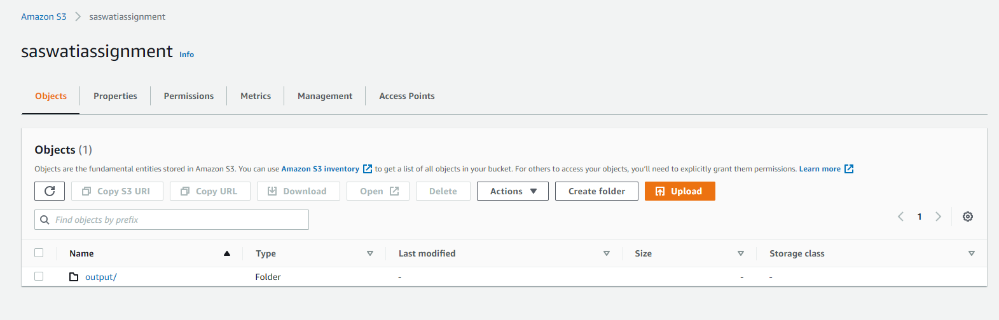 Amazon S3 > saswatiassignment
saswatiassignment Info
Objects Properties Permissions Metrics Management Access Points
Objects (1)
Objects are the fundamental entities stored in Amazon S3. You can use Amazon S3 inventory to get a list of all objects in your bucket. For others to access your objects, you'll need to explicitly grant them permissions. Learn more
Copy S3 URI Copy URL Download Open Delete Actions Create folder Upload
Find objects by prefix 1
Name Type Last modified Size Storage class
output/ Folder - - -